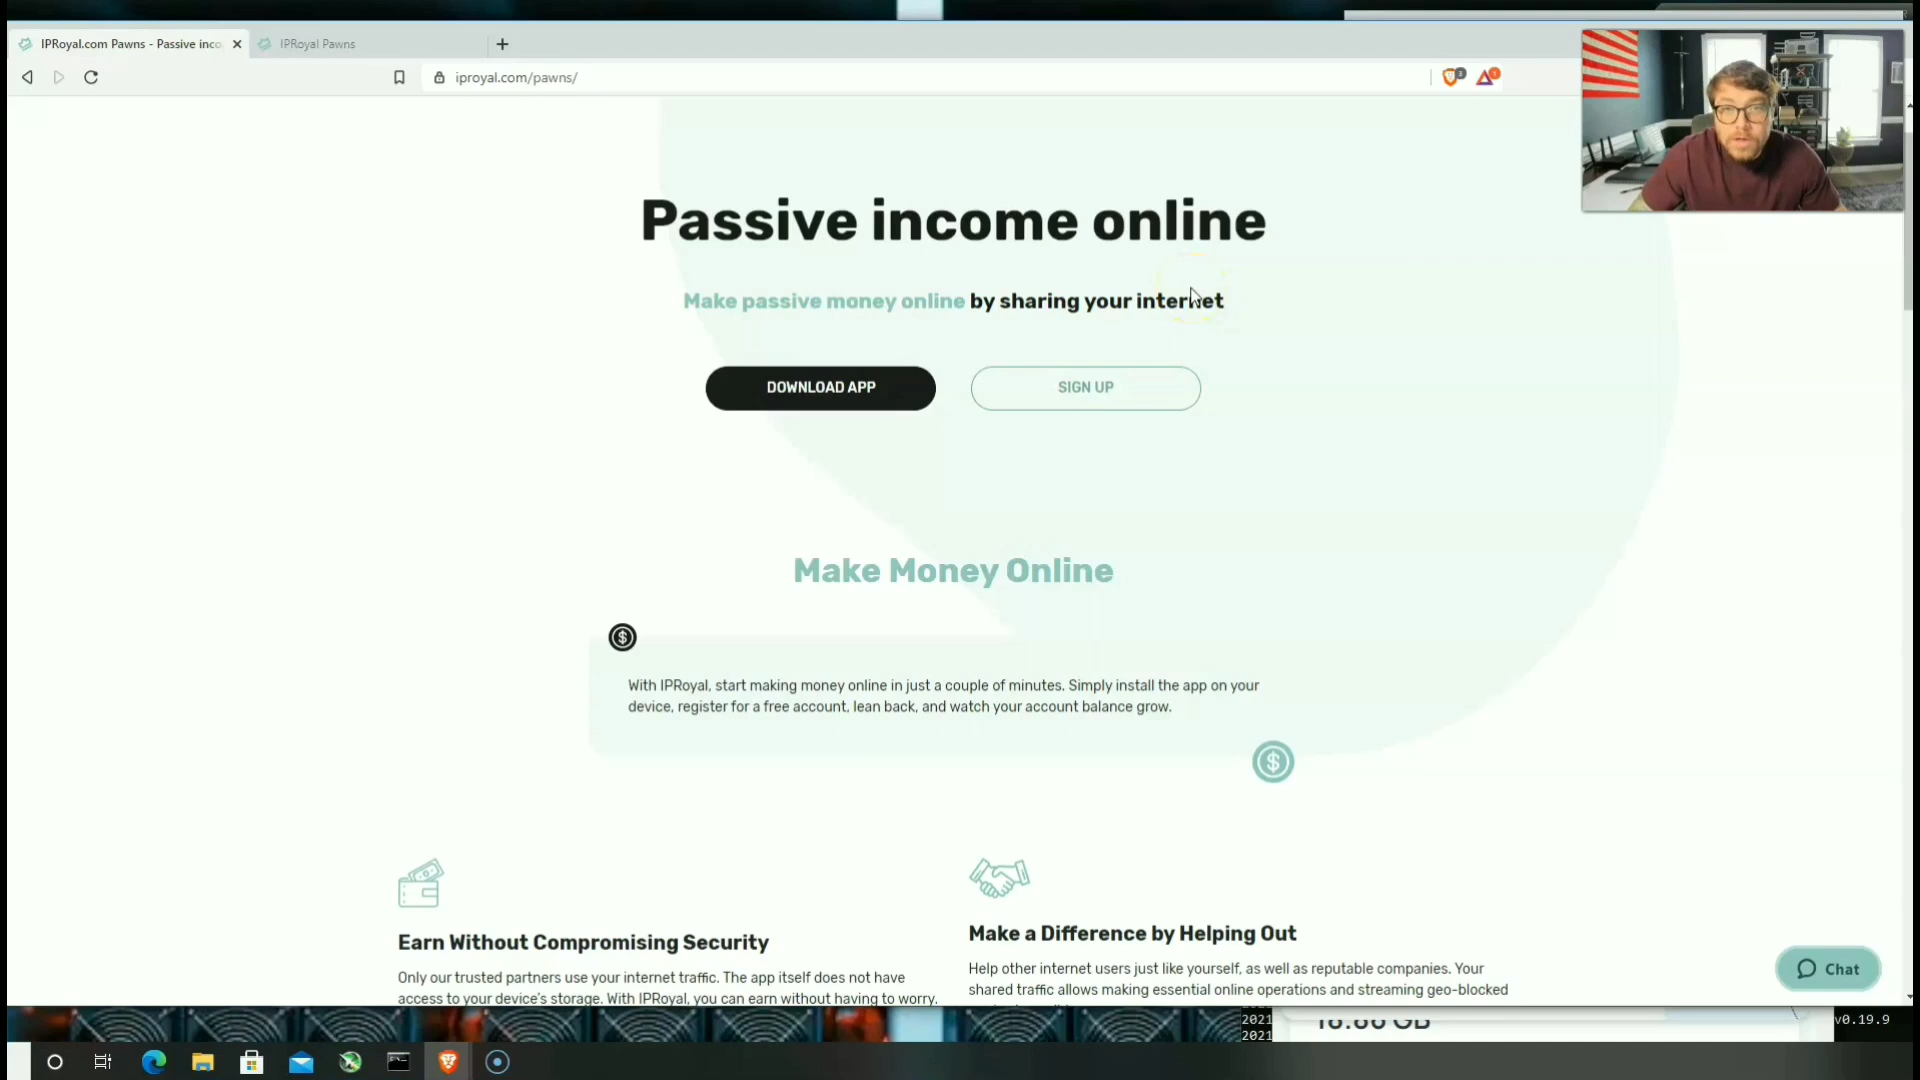 IPRoyal.com Pawns - Passive inco
IPRoyal Pawns
iproyal.com/pawns/
Passive income online
Make passive money online by sharing your internet
DOWNLOAD APP
SIGN UP
Make Money Online
With IPRoyal, start making money online in just a couple of minutes. Simply install the app on your
device, register for a free account, lean back, and watch your account balance grow.
Earn Without Compromising Security
Only our trusted partners use your internet traffic. The app itself does not have
access to your device's storage. With IPRoyal, you can earn without having to worry.
Make a Difference by Helping Out
Help other internet users just like yourself, as well as reputable companies. Your
shared traffic allows making essential online operations and streaming geo-blocked
Chat
2021
2021
GB
v0.19.9